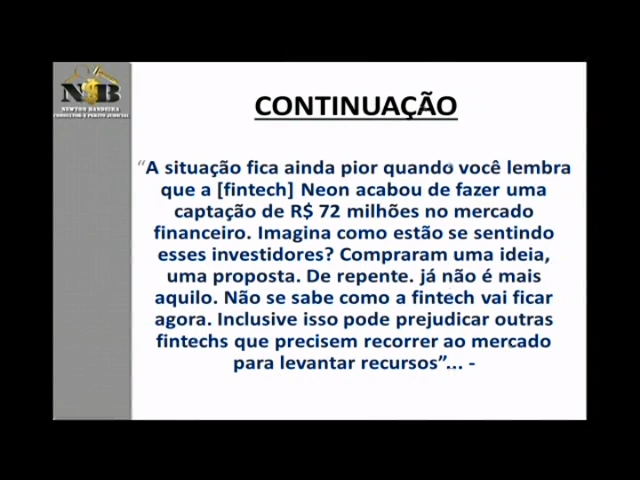 N$B
NEWTON BANDEIRA
CONSULTOR E PERITO JUDICIAL
CONTINUAÇÃO
“A situação fica ainda pior quando você lembra
que a [fintech] Neon acabou de fazer uma
captação de R$ 72 milhões no mercado
financeiro. Imagina como estão se sentindo
esses investidores? Compraram uma ideia,
uma proposta. De repente. já não é mais
aquilo. Não se sabe como a fintech vai ficar
agora. Inclusive isso pode prejudicar outras
fintechs que precisem recorrer ao mercado
para levantar recursos”... -